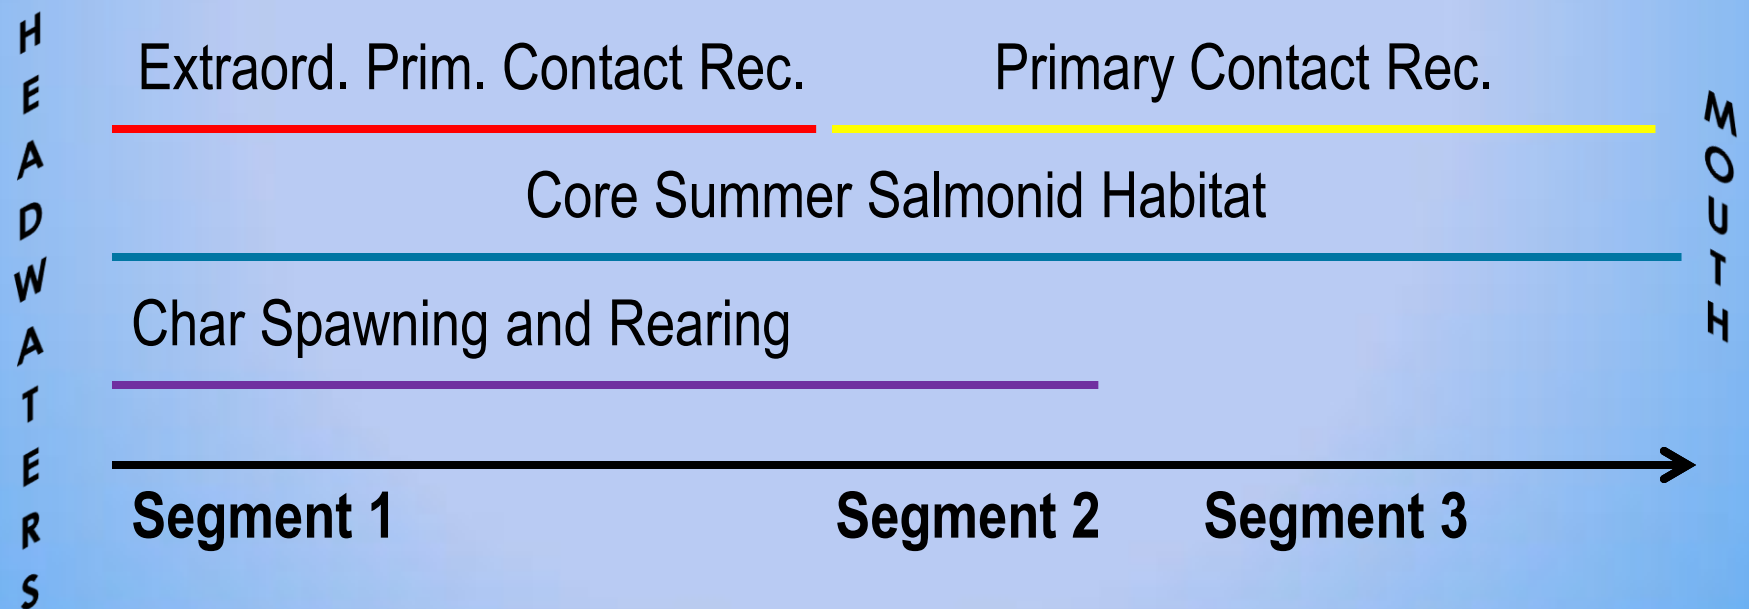 HEADWATERS
Extraord. Prim. Contact Rec.
Primary Contact Rec.
Core Summer Salmonid Habitat
Char Spawning and Rearing
Segment 1
Segment 2
Segment 3
MOUTH